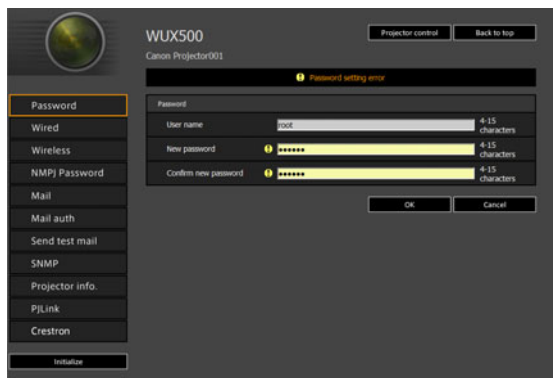 WUX500
Projector control
Back to top
Canon Projector001
Password setting error
Password
Wired
Wireless
NMPJ Password
Mail
Mail auth
Send test mail
SNMP
Projector info.
PJLink
Crestron
Initialize
Password
User name root 4-15
characters
New password •••••• 4-15
characters
Confirm new password •••••• 4-15
characters
OK Cancel